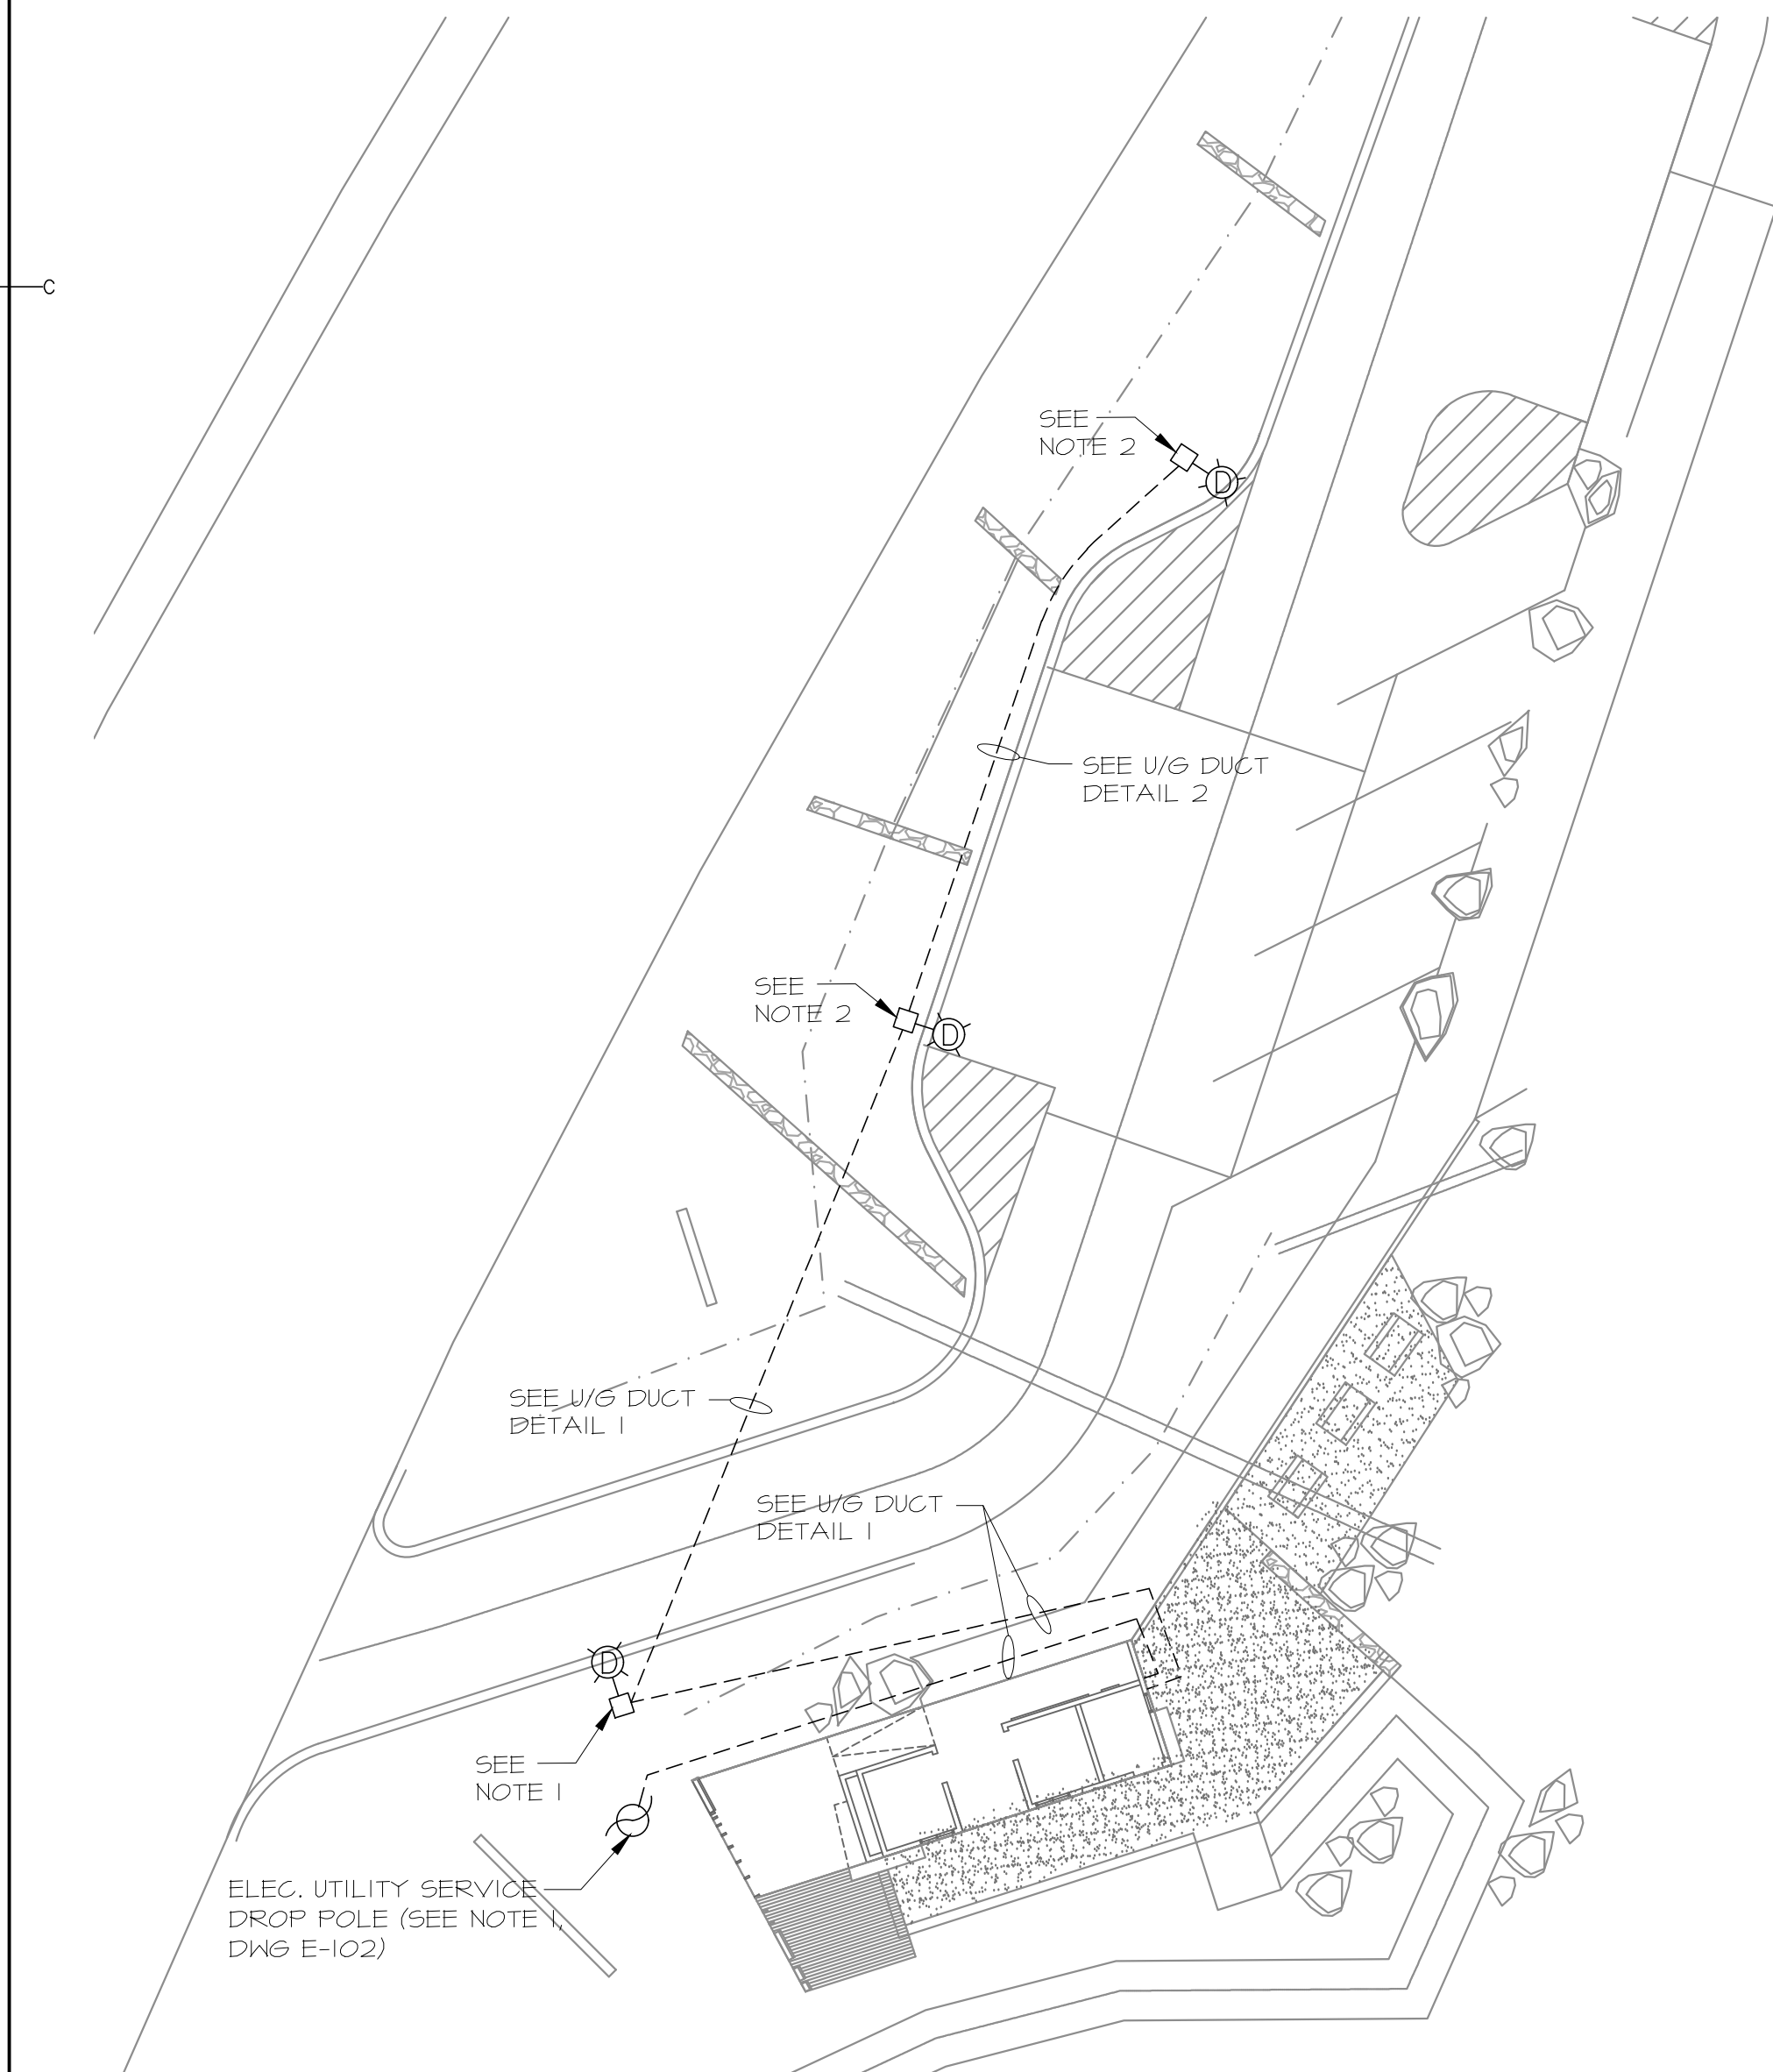 C
SEE
NOTE 2
D
SEE U/G DUCT
DETAIL 2
SEE
NOTE 2
D
SEE U/G DUCT
DETAIL 1
SEE U/G DUCT
DETAIL 1
D
SEE
NOTE 1
ELEC. UTILITY SERVICE
DROP POLE (SEE NOTE 1,
DWG E-102)